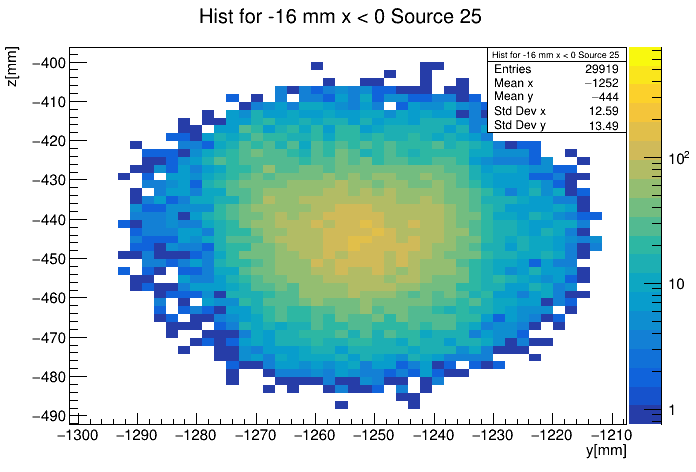 Hist for -16 mm x < 0 Source 25
z[mm]
Hist for -16 mm x < 0 Source 25
Entries 29919
Mean x −1252
Mean y −444
Std Dev x 12.59
Std Dev y 13.49
−400
−410
−420
−430
−440
−450
−460
−470
−480
−490
10²
10
1
−1300 −1290 −1280 −1270 −1260 −1250 −1240 −1230 −1220 −1210
y[mm]